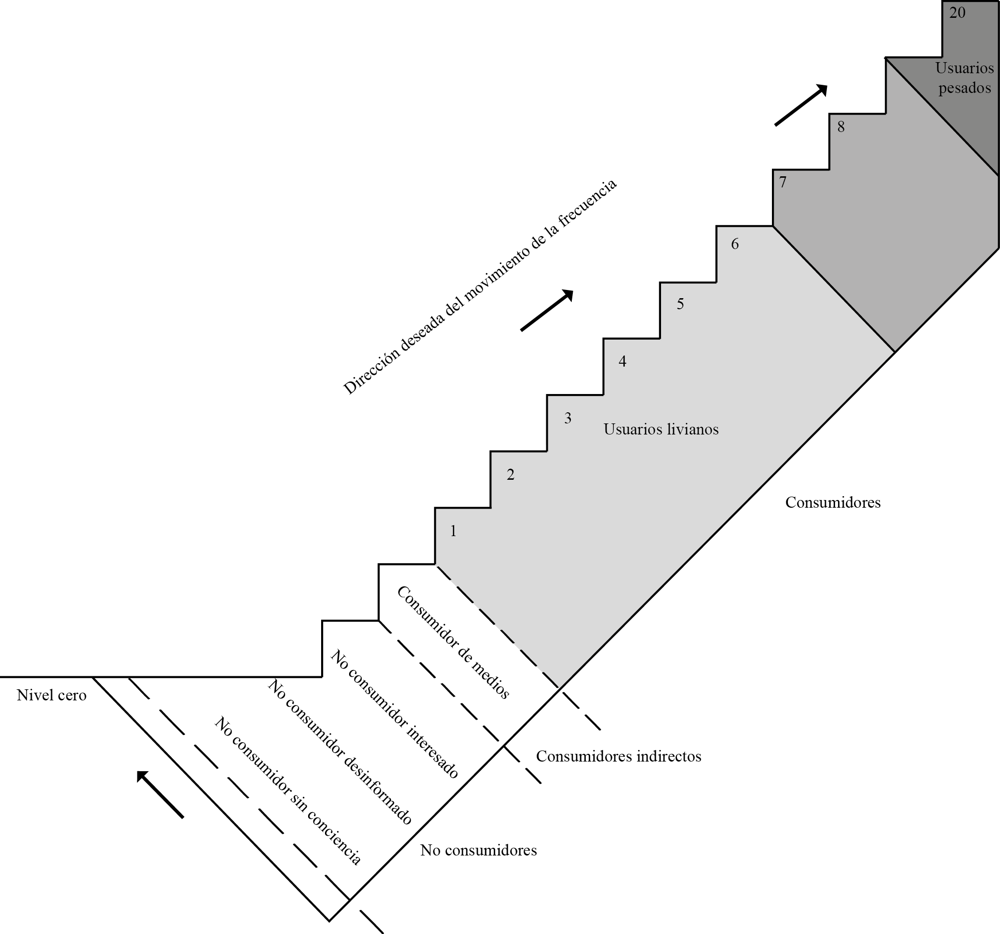 20
Usuarios
pesados
8
7
Dirección deseada del movimiento de la frecuencia
6
5
4
3
Usuarios livianos
2
Consumidores
1
Consumidor de medios
No consumidor interesado
No consumidor desinformado
Nivel cero
No consumidor sin conciencia
Consumidores indirectos
No consumidores